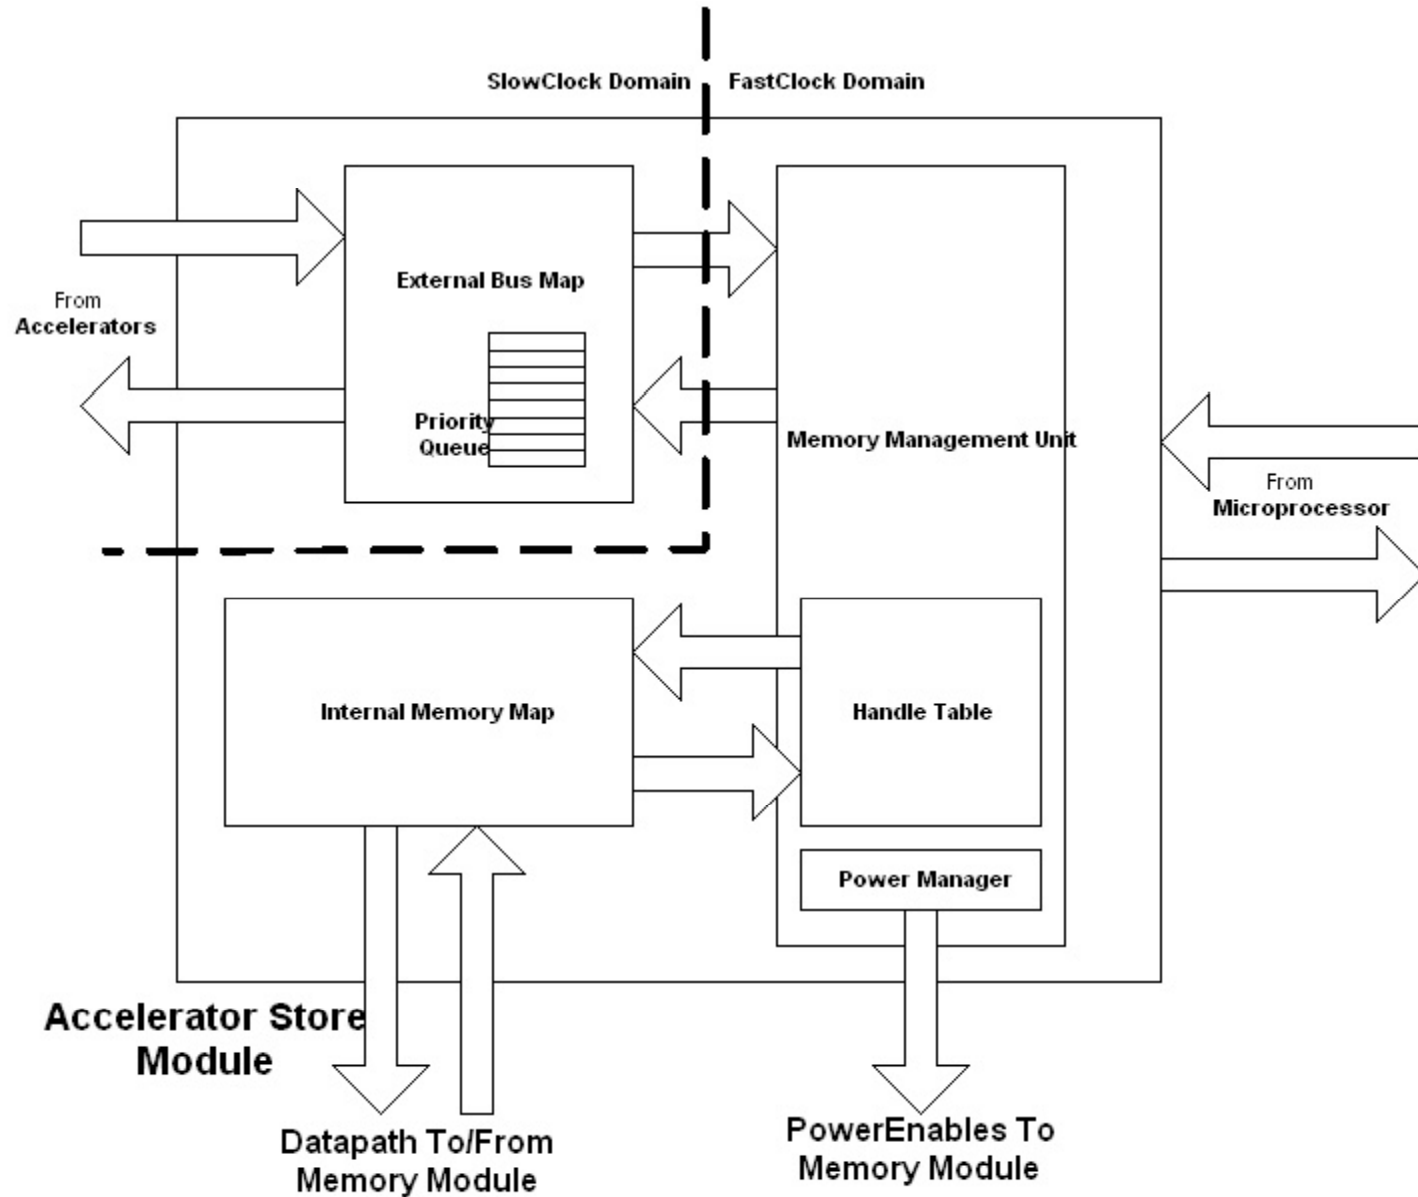 SlowClock Domain
FastClock Domain
External Bus Map
From
Accelerators
Priority
Queue
Memory Management Unit
From
Microprocessor
Internal Memory Map
Handle Table
Power Manager
Accelerator Store
Module
Datapath To/From
Memory Module
PowerEnables To
Memory Module